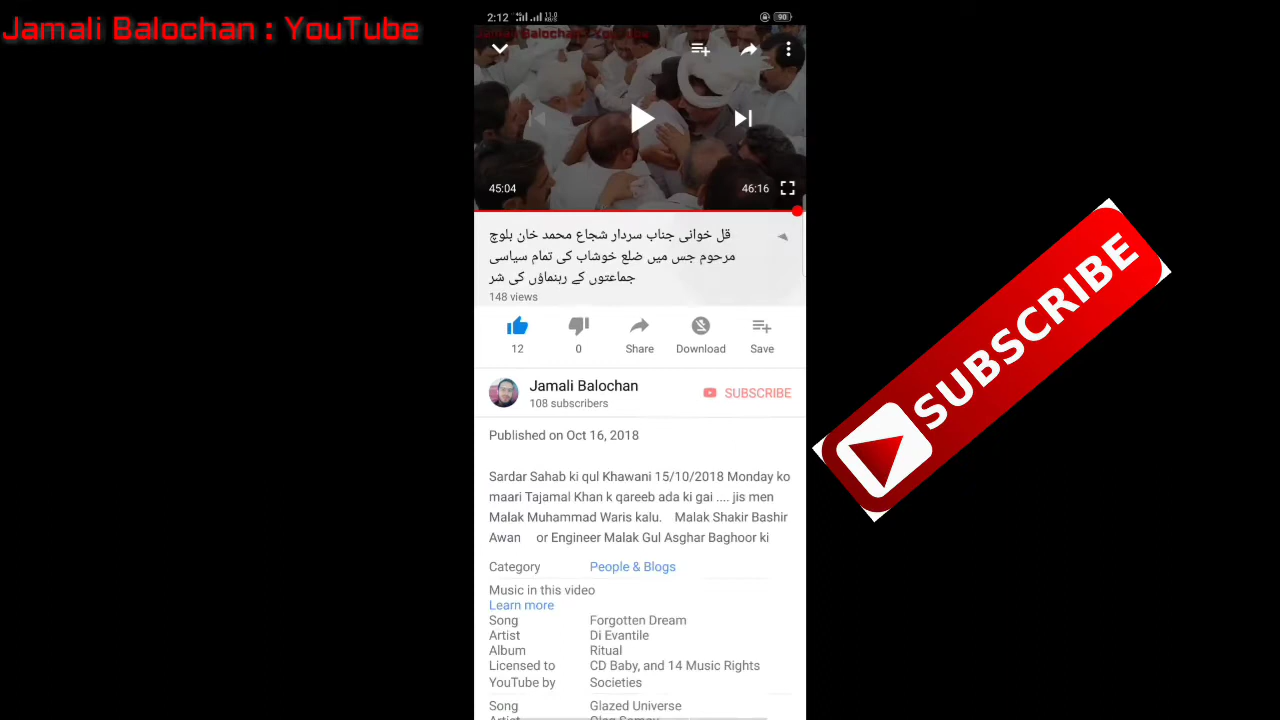 Jamali Balochan : YouTube
2:12
90
45:04
46:16
قل خوانی جناب سردار شجاع محمد خان بلوچ
مرحوم جس میں ضلع خوشاب کی تمام سیاسی
جماعتوں کے رہنماؤں کی شر
148 views
12
0
Share
Download
Save
Jamali Balochan
SUBSCRIBE
108 subscribers
Published on Oct 16, 2018
Sardar Sahab ki qul Khawani 15/10/2018 Monday ko
maari Tajamal Khan k qareeb ada ki gai .... jis men
Malak Muhammad Waris kalu. Malak Shakir Bashir
Awan or Engineer Malak Gul Asghar Baghoor ki
Category People & Blogs
Music in this video
Learn more
Song Forgotten Dream
Artist Di Evantile
Album Ritual
Licensed to CD Baby, and 14 Music Rights
YouTube by Societies
Song Glazed Universe
SUBSCRIBE